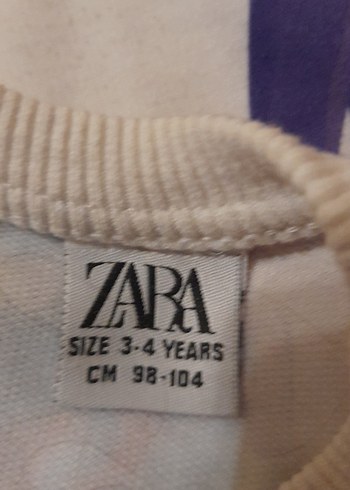 ZARA
SIZE 3-4 YEARS
CM 98-104